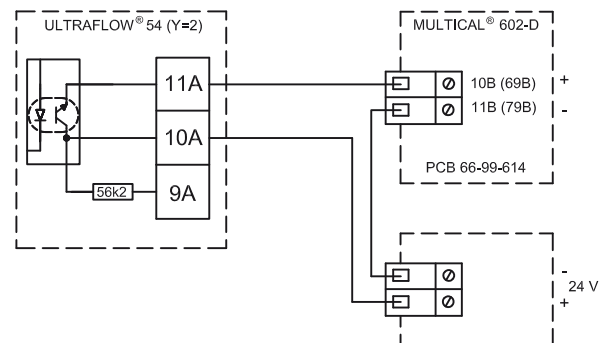 ULTRAFLOW® 54 (Y=2)
MULTICAL® 602-D
11A
10A
9A
56k2
10B (69B)
+
11B (79B)
-
PCB 66-99-614
-
24 V
+